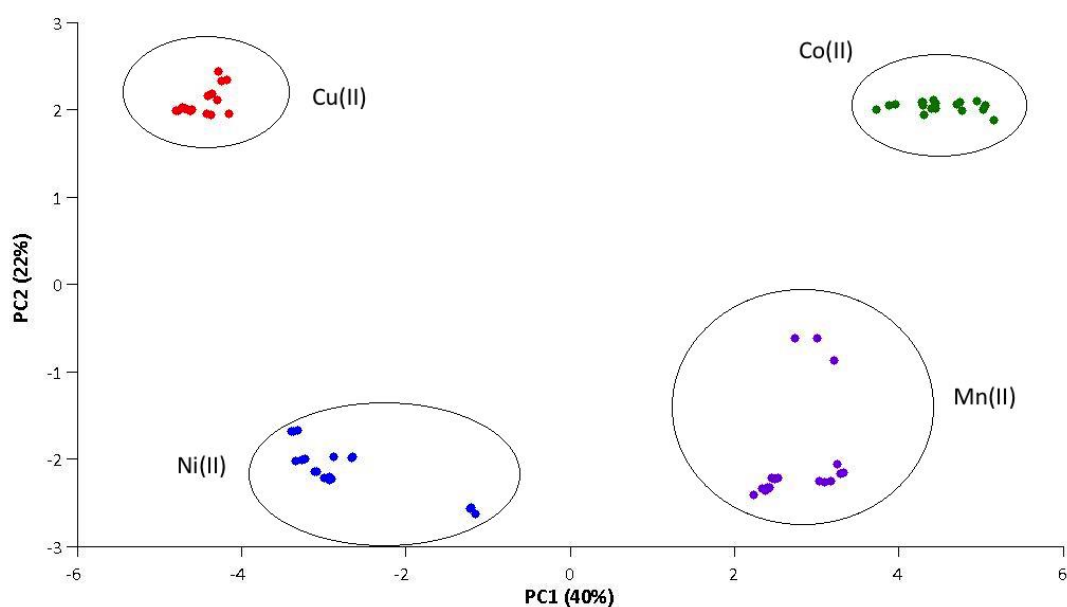 3
Co(II)
Cu(II)
2
1
PC2 (22%)
0
-1
Mn(II)
Ni(II)
-2
-3
-6 -4 -2 0 2 4 6
PC1 (40%)